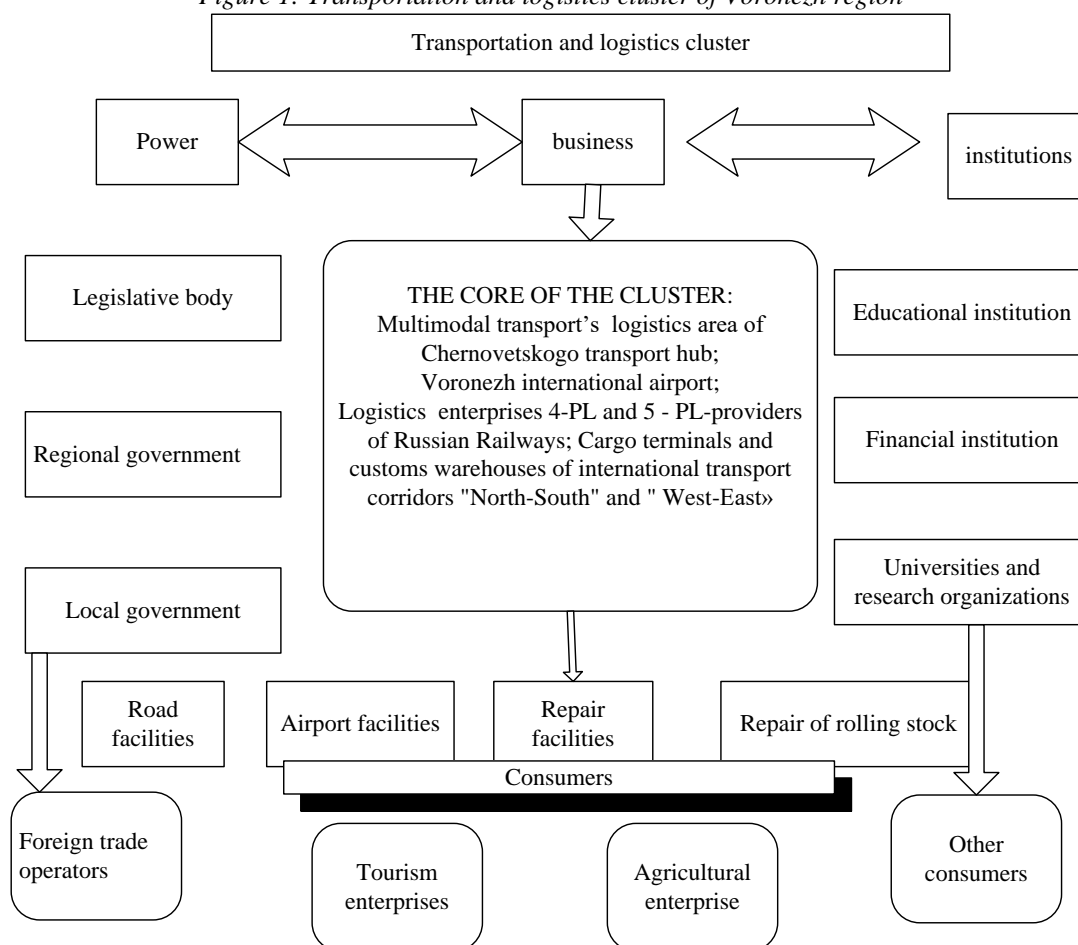 Figure 1. Transportation and logistics cluster of Voronezh region
Transportation and logistics cluster
Power
business
institutions
Legislative body
THE CORE OF THE CLUSTER:
Multimodal transport's logistics area of
Chernovetskogo transport hub;
Voronezh international airport;
Logistics enterprises 4-PL and 5 - PL-providers
of Russian Railways; Cargo terminals and
customs warehouses of international transport
corridors "North-South" and " West-East»
Educational institution
Regional government
Financial institution
Local government
Universities and
research organizations
Road
facilities
Airport facilities
Repair
facilities
Repair of rolling stock
Consumers
Foreign trade
operators
Tourism
enterprises
Agricultural
enterprise
Other
consumers